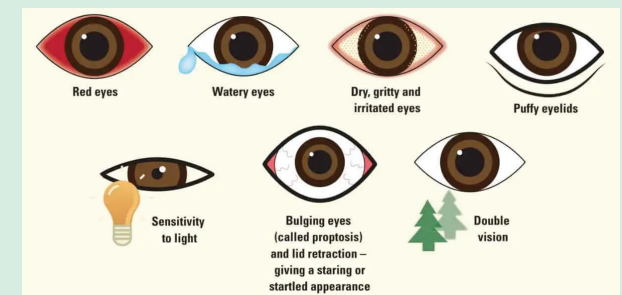 Red eyes
Watery eyes
Dry, gritty and
irritated eyes
Puffy eyelids
Sensitivity
to light
Bulging eyes
(called proptosis)
and lid retraction –
giving a staring or
startled appearance
Double
vision